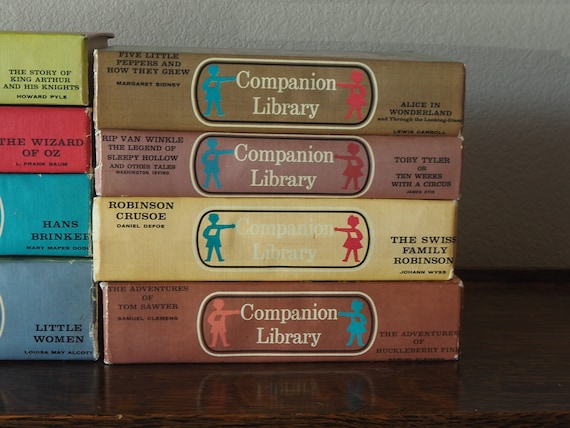 THE STORY OF
KING ARTHUR
AND HIS KNIGHTS
HOWARD PYLE
THE WIZARD
OF OZ
L. FRANK BAUM
HANS
BRINKER
MARY MAPES DODG
LITTLE
WOMEN
LOUISA MAY ALCOTT
FIVE LITTLE
PEPPERS AND
HOW THEY GREW
MARGARET SIDNEY
Companion
Library
ALICE IN
WONDERLAND
and Through the Looking-Glass
LEWIS CARROLL
RIP VAN WINKLE
THE LEGEND OF
SLEEPY HOLLOW
AND OTHER TALES
WASHINGTON IRVING
Companion
Library
TOBY TYLER
OR
TEN WEEKS
WITH A CIRCUS
JAMES OTIS
ROBINSON
CRUSOE
DANIEL DEFOE
Companion
Library
THE SWISS
FAMILY
ROBINSON
JOHANN WYSS
THE ADVENTURES
OF
TOM SAWYER
SAMUEL CLEMENS
Companion
Library
THE ADVENTURES
OF
HUCKLEBERRY FINN